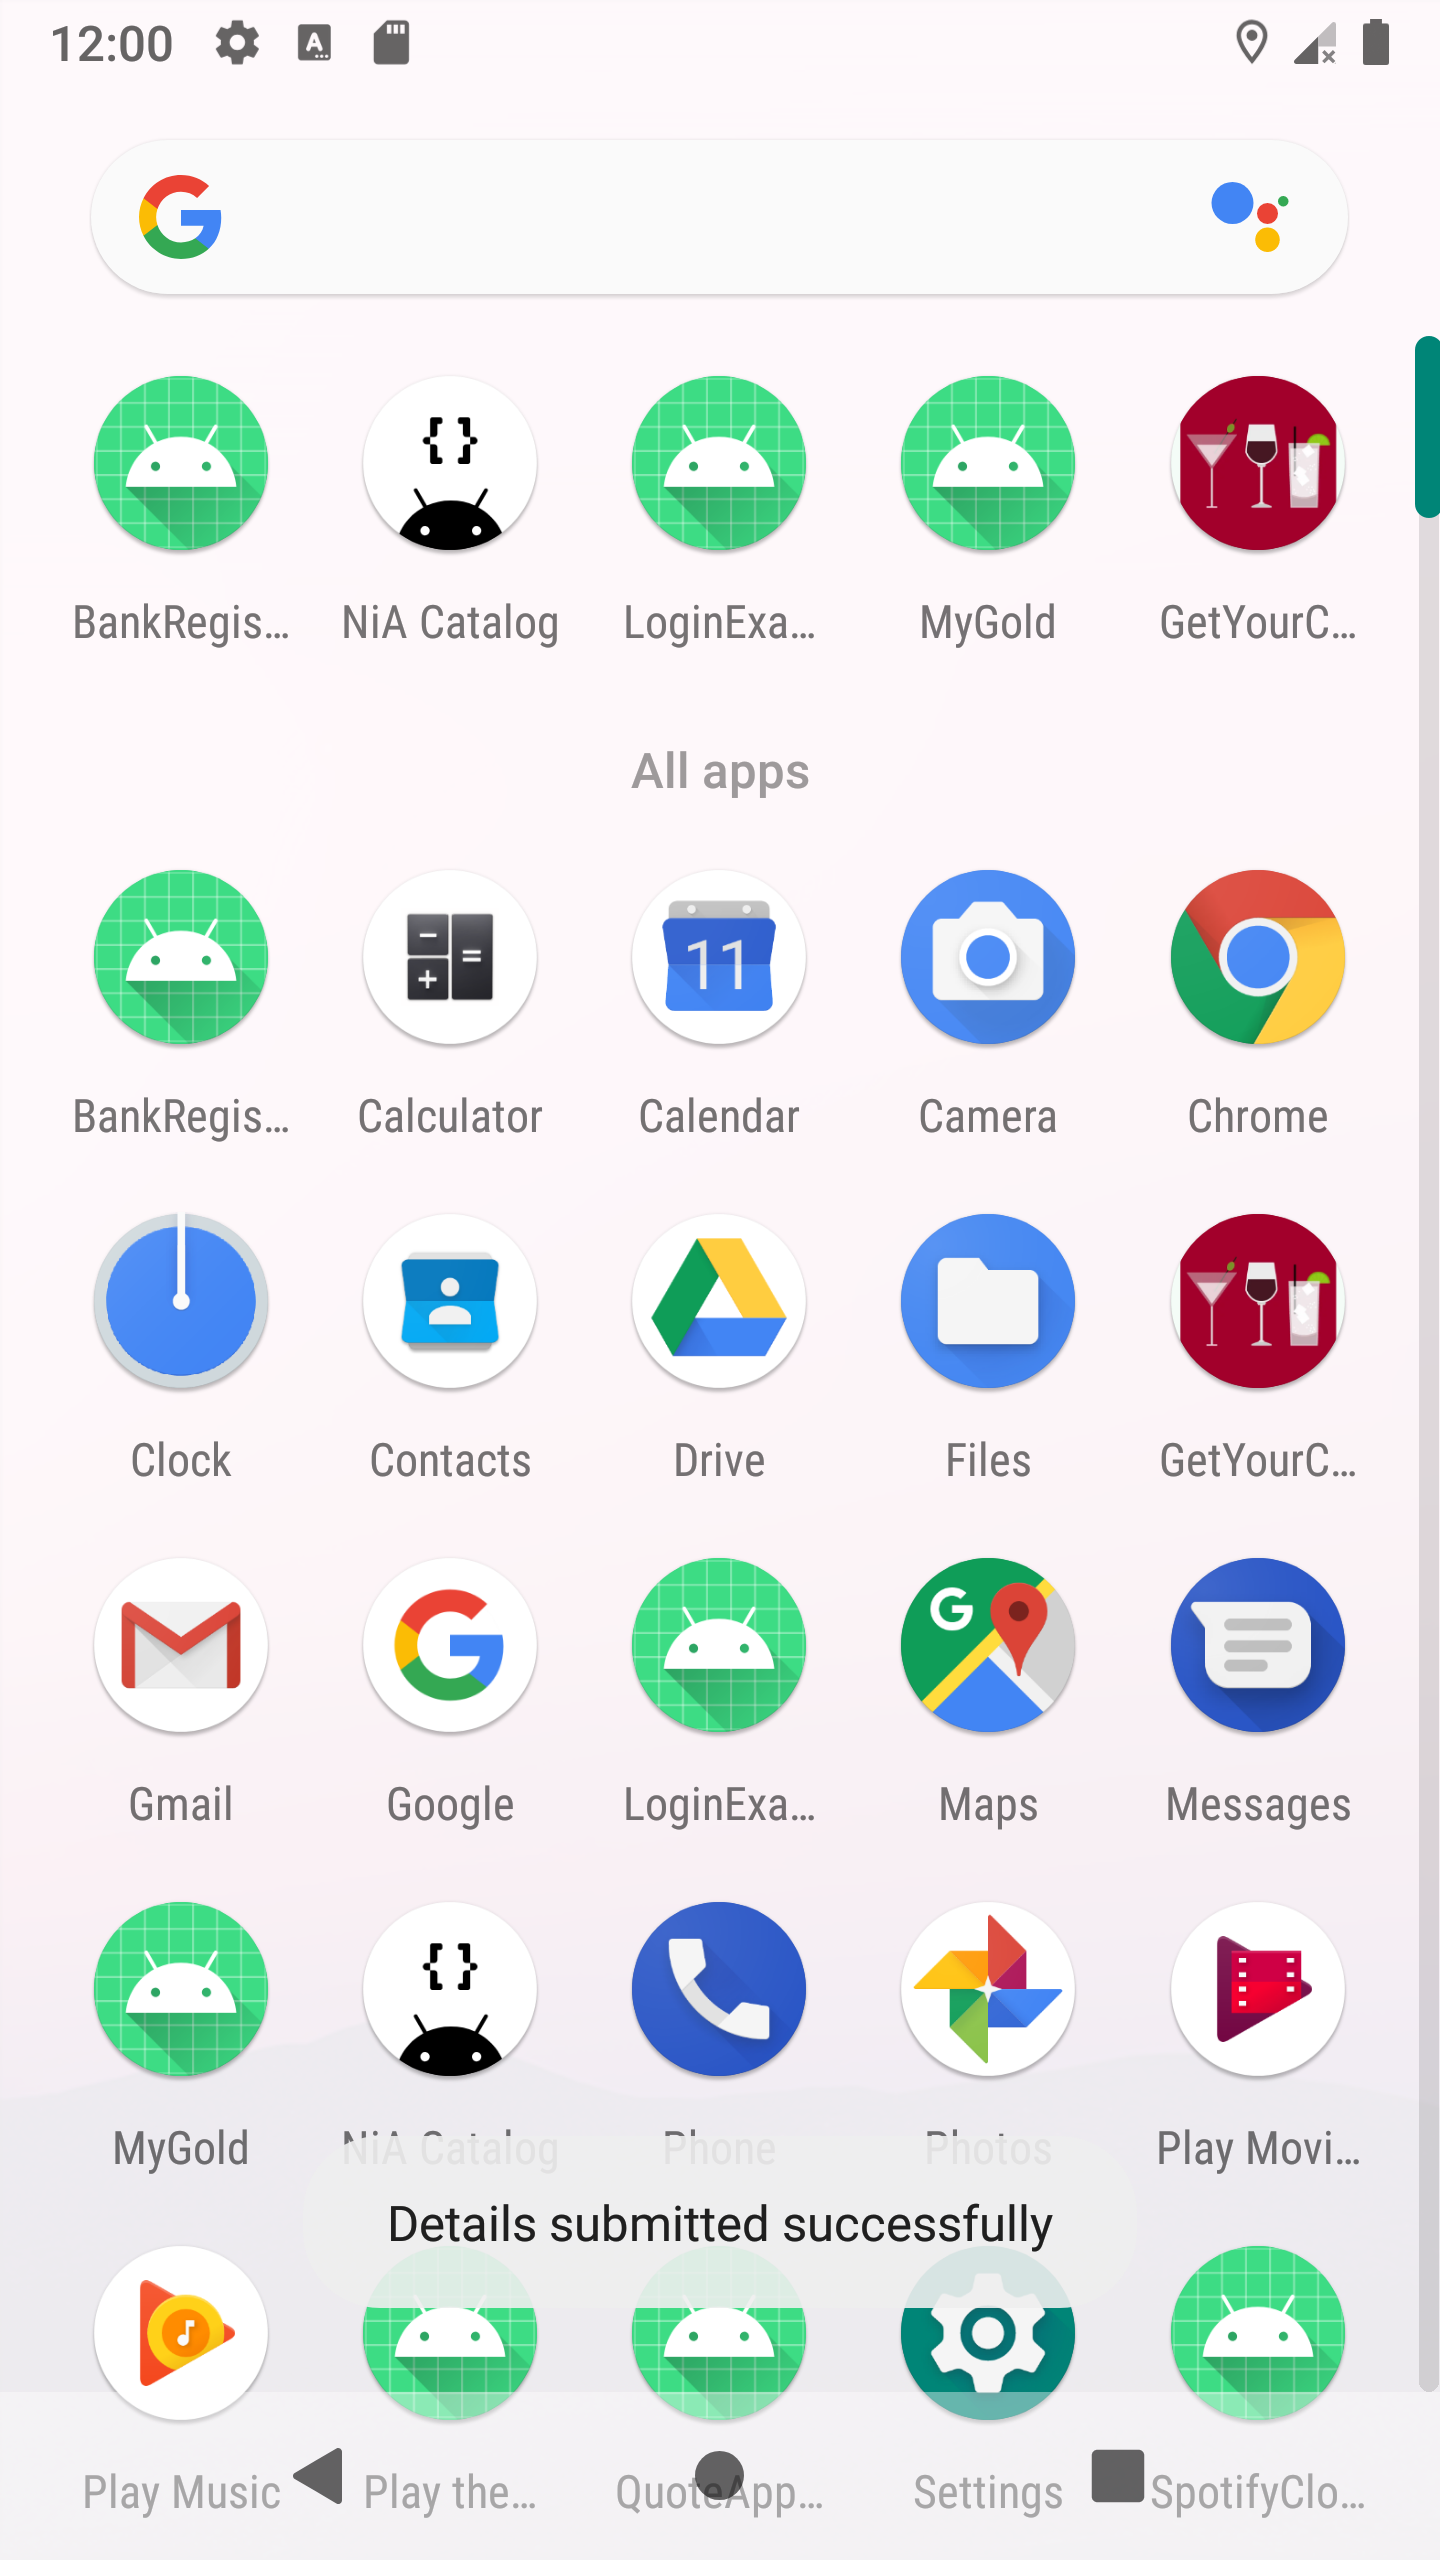 12:00
BankRegis... NiA Catalog LoginExa... MyGold GetYourC...
All apps
BankRegis... Calculator Calendar Camera Chrome
Clock Contacts Drive Files GetYourC...
Gmail Google LoginExa... Maps Messages
MyGold NiA Catalog Phone Photos Play Movi...
Details submitted successfully
Play Music Play the... QuoteApp... Settings SpotifyClo...